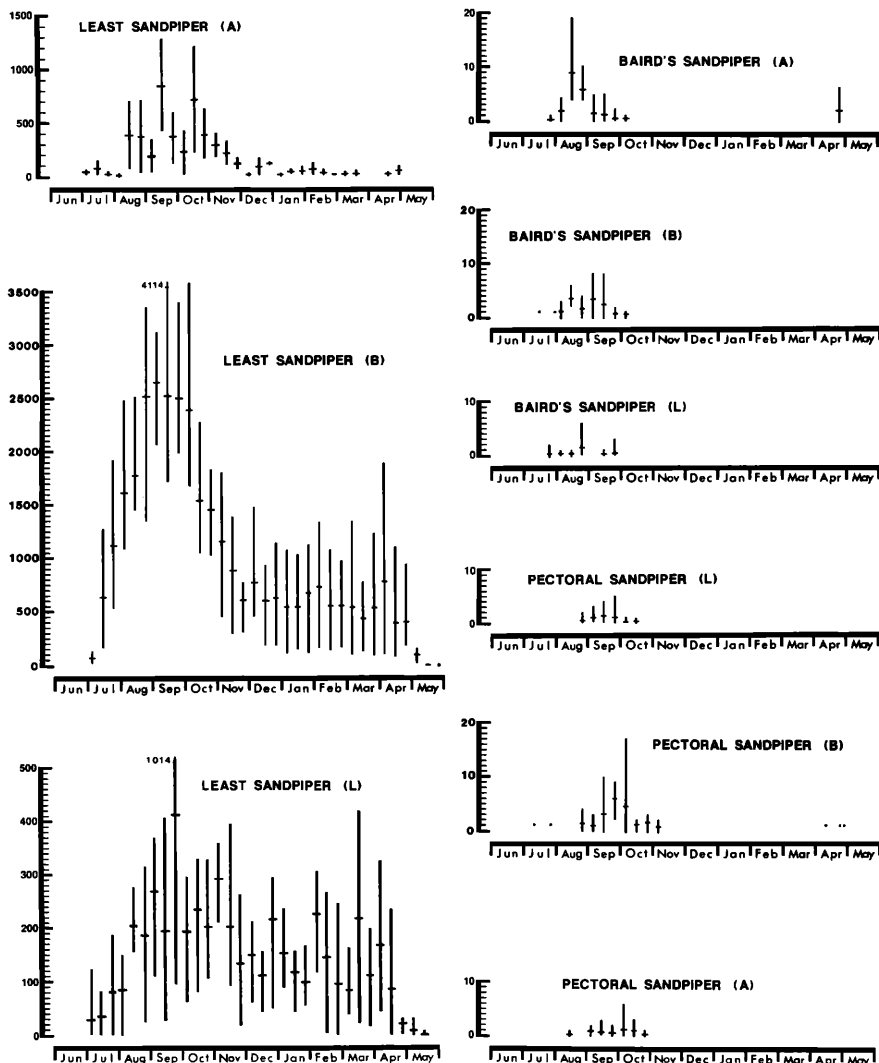 LEAST SANDPIPER (A)
1500
1000
500
0
Jun Jul Aug Sep Oct Nov Dec Jan Feb Mar Apr May
LEAST SANDPIPER (B)
4114
3500
3000
2500
2000
1500
1000
500
0
Jun Jul Aug Sep Oct Nov Dec Jan Feb Mar Apr May
LEAST SANDPIPER (L)
1014
500
400
300
200
100
0
Jun Jul Aug Sep Oct Nov Dec Jan Feb Mar Apr May
BAIRD'S SANDPIPER (A)
20
10
0
Jun Jul Aug Sep Oct Nov Dec Jan Feb Mar Apr May
BAIRD'S SANDPIPER (B)
20
10
0
Jun Jul Aug Sep Oct Nov Dec Jan Feb Mar Apr May
BAIRD'S SANDPIPER (L)
10
0
Jun Jul Aug Sep Oct Nov Dec Jan Feb Mar Apr May
PECTORAL SANDPIPER (L)
10
0
Jun Jul Aug Sep Oct Nov Dec Jan Feb Mar Apr May
PECTORAL SANDPIPER (B)
20
10
0
Jun Jul Aug Sep Oct Nov Dec Jan Feb Mar Apr May
PECTORAL SANDPIPER (A)
10
0
Jun Jul Aug Sep Oct Nov Dec Jan Feb Mar Apr May